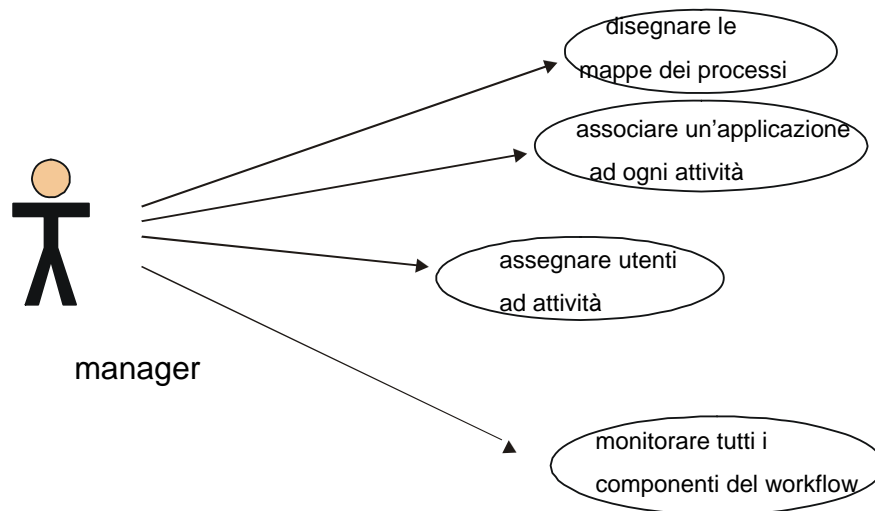 disegnare le
mappe dei processi
associare un’applicazione
ad ogni attività
assegnare utenti
ad attività
manager
monitorare tutti i
componenti del workflow